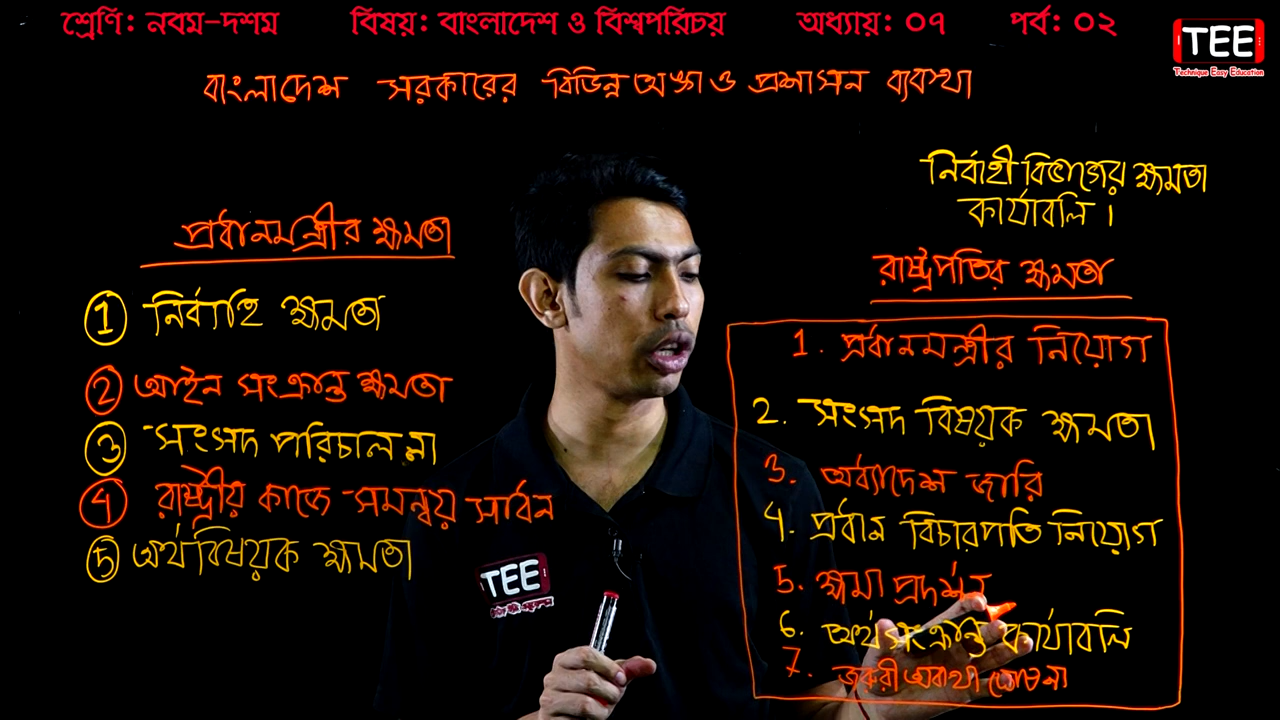 শ্রেণি: নবম-দশম বিষয়: বাংলাদেশ ও বিশ্বপরিচয় অধ্যায়: ০৭ পর্ব: ০২
TEE
Technique Easy Education
বাংলাদেশ সরকারের বিভিন্ন অঙ্গ ও প্রশাসন ব্যবস্থা
নির্বাহী বিভাগের ক্ষমতা
কার্যাবলি।
প্রধানমন্ত্রীর ক্ষমতা
1 নির্বাহি ক্ষমতা
2 আইন সংক্রান্ত ক্ষমতা
3 সংসদ পরিচালনা
4 রাষ্ট্রীয় কাজে সমন্বয় সাধন
5 অর্থ বিষয়ক ক্ষমতা
রাষ্ট্রপতির ক্ষমতা
1. প্রধানমন্ত্রীর নিয়োগ
2. সংসদ বিষয়ক ক্ষমতা
3. অধ্যাদেশ জারি
4. প্রধান বিচারপতি নিয়োগ
5. ক্ষমা প্রদর্শন
6. অর্থ সংক্রান্ত কার্যাবলি
7. জরুরী অবস্থা ঘোষনা
TEE